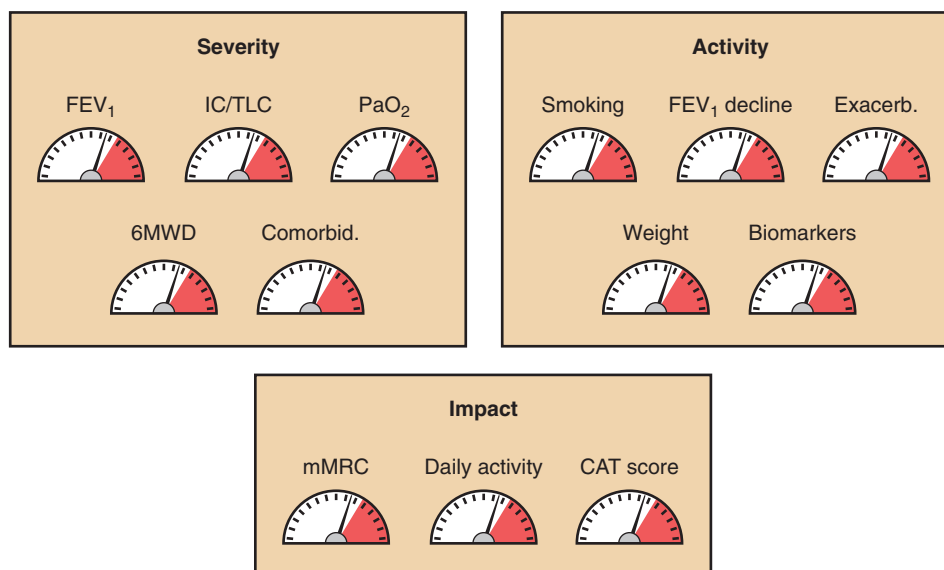 Severity
FEV₁ IC/TLC PaO₂
6MWD Comorbid.
Activity
Smoking FEV₁ decline Exacerb.
Weight Biomarkers
Impact
mMRC Daily activity CAT score